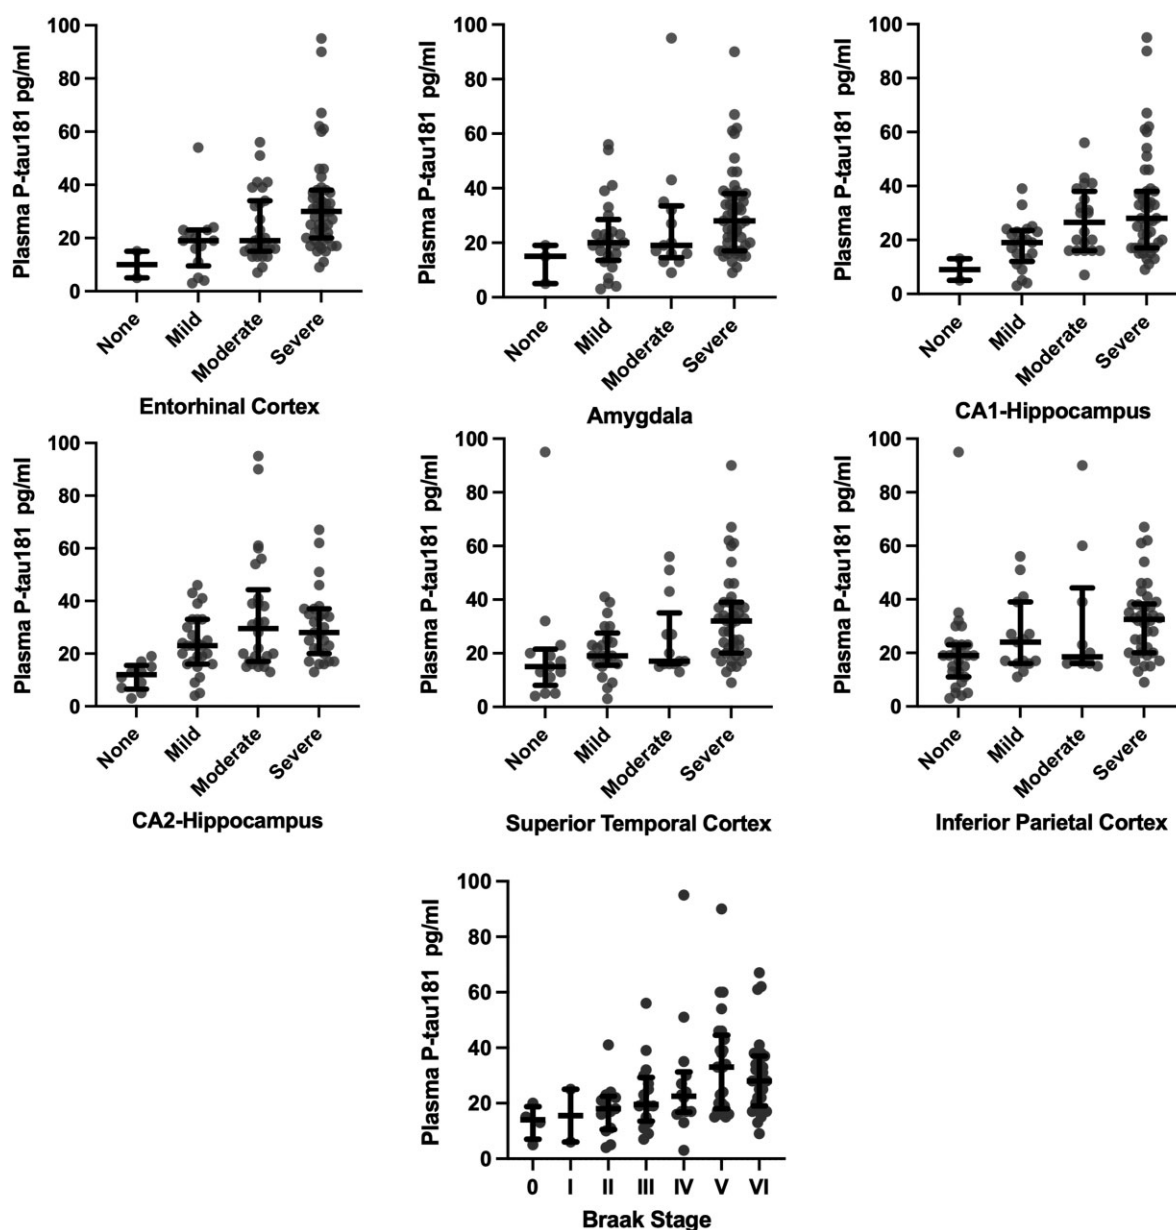 Plasma P-tau181 pg/ml
100
80
60
40
20
0
None
Mild
Moderate
Severe
Entorhinal Cortex
Plasma P-tau181 pg/ml
100
80
60
40
20
0
None
Mild
Moderate
Severe
Amygdala
Plasma P-tau181 pg/ml
100
80
60
40
20
0
None
Mild
Moderate
Severe
CA1-Hippocampus
Plasma P-tau181 pg/ml
100
80
60
40
20
0
None
Mild
Moderate
Severe
CA2-Hippocampus
Plasma P-tau181 pg/ml
100
80
60
40
20
0
None
Mild
Moderate
Severe
Superior Temporal Cortex
Plasma P-tau181 pg/ml
100
80
60
40
20
0
None
Mild
Moderate
Severe
Inferior Parietal Cortex
Plasma P-tau181 pg/ml
100
80
60
40
20
0
0 I II III IV V VI
Braak Stage